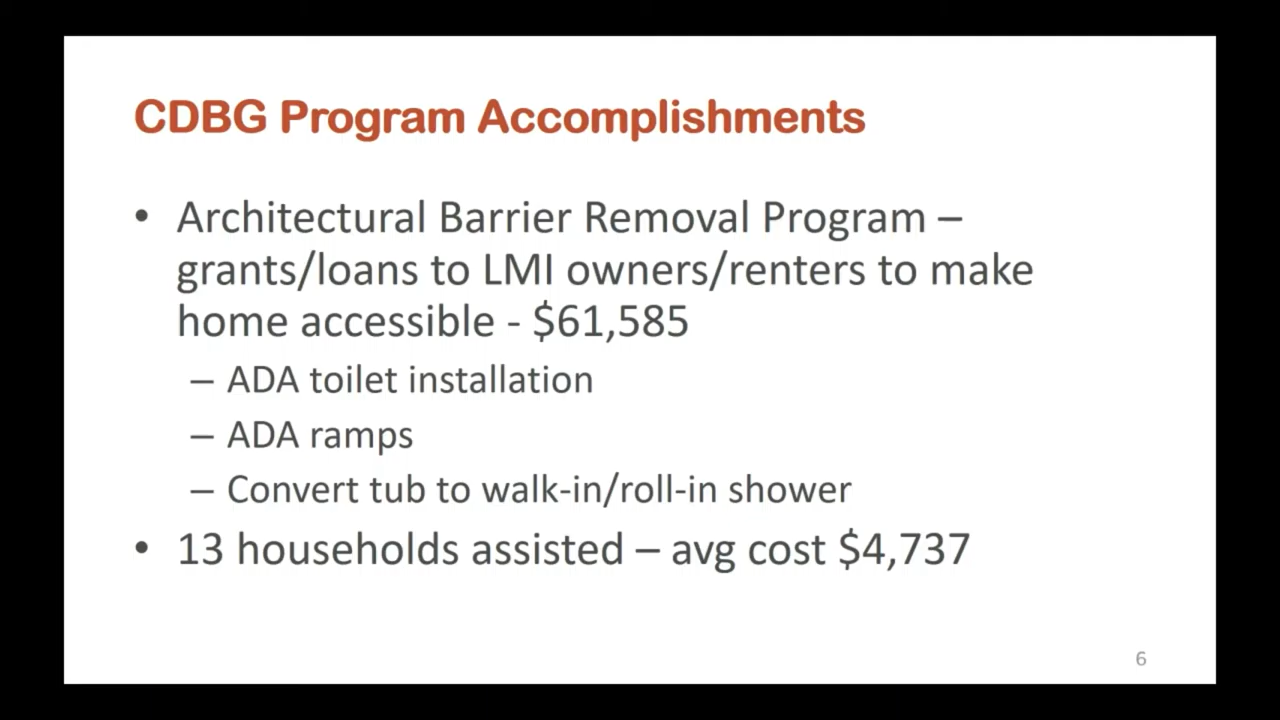 CDBG Program Accomplishments
• Architectural Barrier Removal Program –
grants/loans to LMI owners/renters to make
home accessible - $61,585
– ADA toilet installation
– ADA ramps
– Convert tub to walk-in/roll-in shower
• 13 households assisted – avg cost $4,737
6